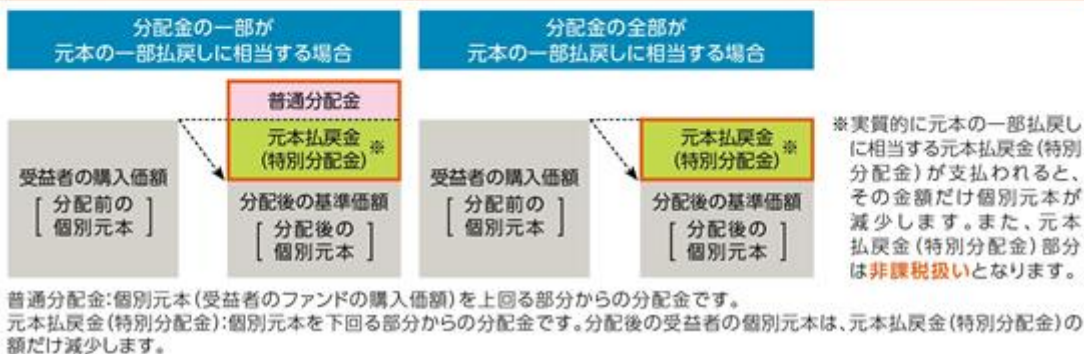 分配金の一部が
元本の一部払戻しに相当する場合
分配金の全部が
元本の一部払戻しに相当する場合
普通分配金
元本払戻金
(特別分配金)
※
受益者の購入価額
[ 分配前の
個別元本 ]
分配後の基準価額
[ 分配後の
個別元本 ]
元本払戻金
(特別分配金)
※
受益者の購入価額
[ 分配前の
個別元本 ]
分配後の基準価額
[ 分配後の
個別元本 ]
※実質的に元本の一部払戻し
に相当する元本払戻金(特別
分配金)が支払われると、
その金額だけ個別元本が
減少します。また、元本
払戻金(特別分配金)部分
は非課税扱いとなります。
普通分配金:個別元本(受益者のファンドの購入価額)を上回る部分からの分配金です。
元本払戻金(特別分配金):個別元本を下回る部分からの分配金です。分配後の受益者の個別元本は、元本払戻金(特別分配金)の
額だけ減少します。